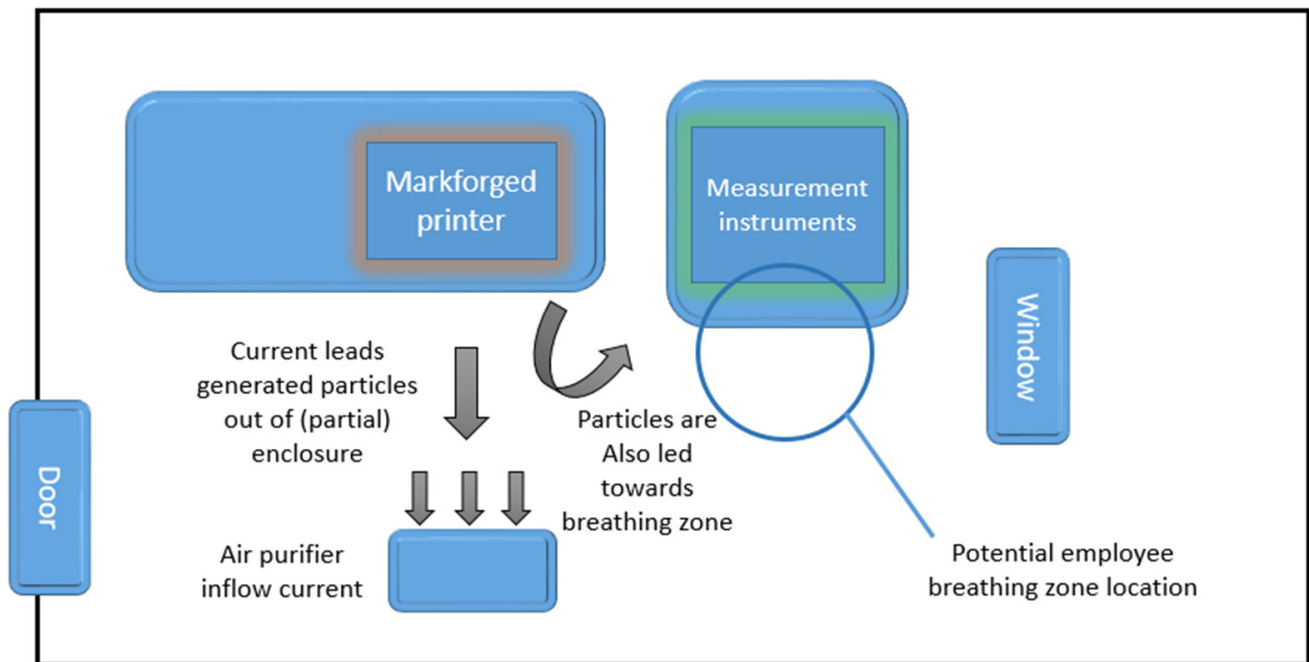 Markforged
printer
Measurement
instruments
Window
Current leads
generated particles
out of (partial)
enclosure
Particles are
Also led
towards
breathing zone
Door
Air purifier
inflow current
Potential employee
breathing zone location